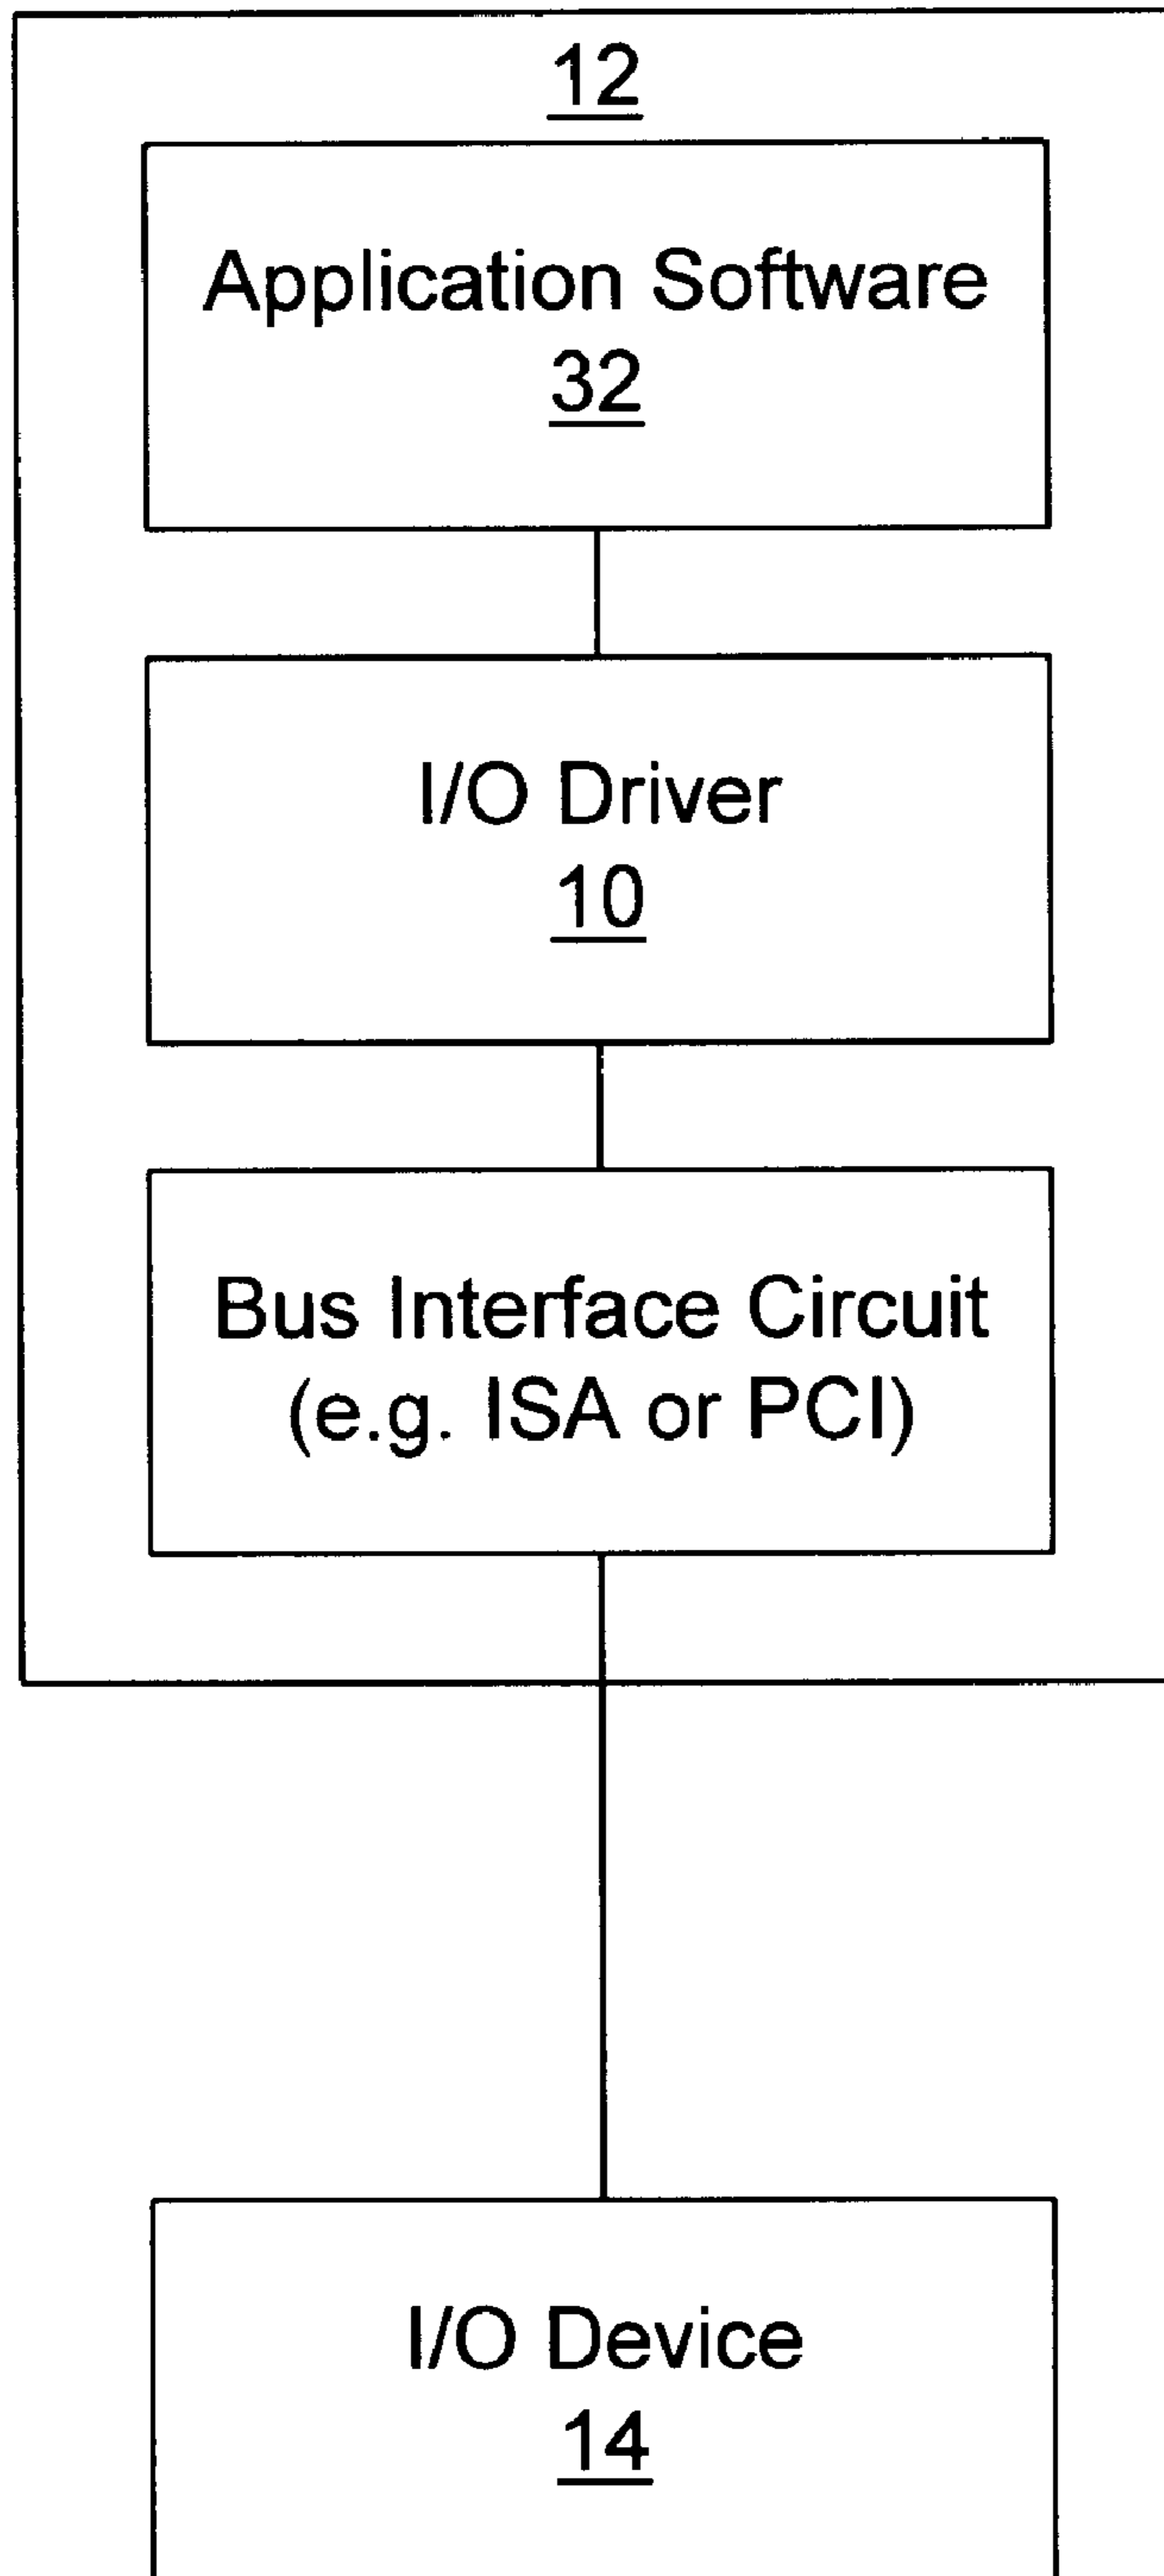 12
Application Software
32
I/O Driver
10
Bus Interface Circuit
(e.g. ISA or PCI)
I/O Device
14